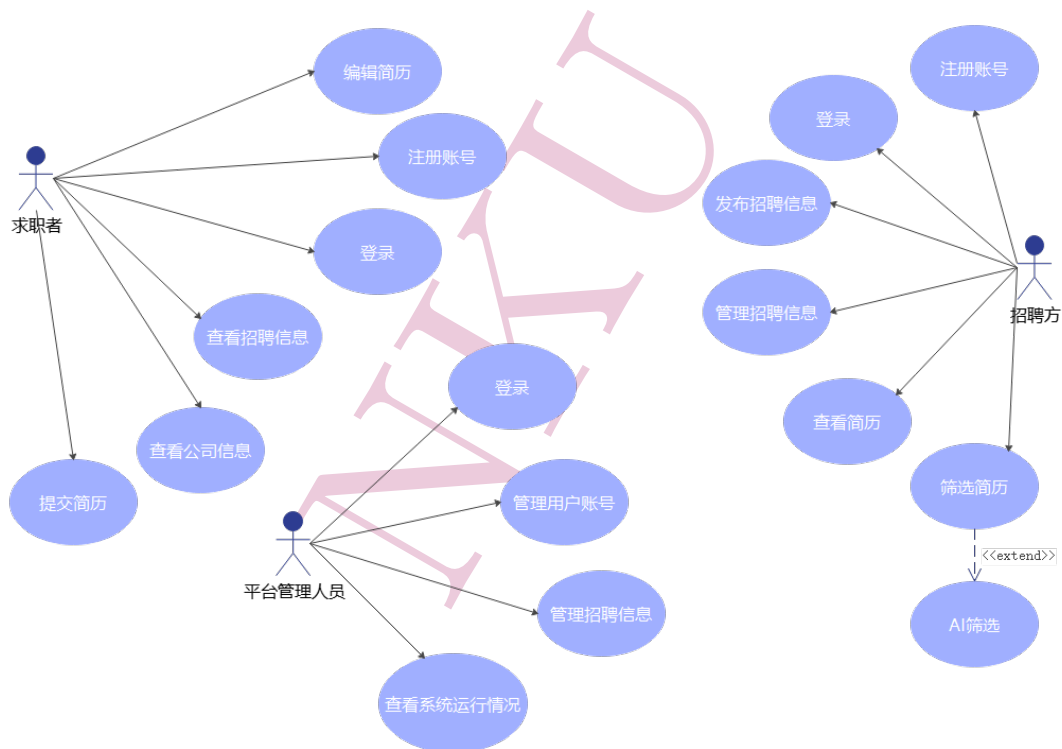 编辑简历
注册账号
登录
求职者
查看招聘信息
查看公司信息
提交简历
登录
管理用户账号
平台管理人员
管理招聘信息
查看系统运行情况
注册账号
登录
发布招聘信息
管理招聘信息
招聘方
查看简历
筛选简历
<<extend>>
AI筛选
NKU